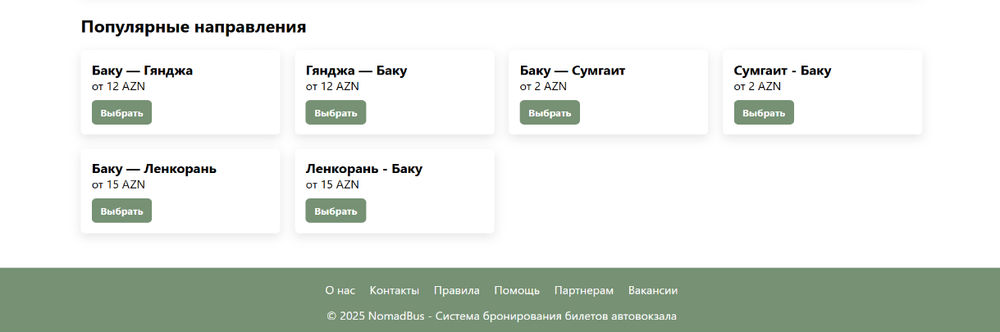 Популярные направления
Баку — Гянджа
от 12 AZN
Выбрать
Гянджа — Баку
от 12 AZN
Выбрать
Баку — Сумгаит
от 2 AZN
Выбрать
Сумгаит - Баку
от 2 AZN
Выбрать
Баку — Ленкорань
от 15 AZN
Выбрать
Ленкорань - Баку
от 15 AZN
Выбрать
О нас Контакты Правила Помощь Партнерам Вакансии
© 2025 NomadBus - Система бронирования билетов автовокзала